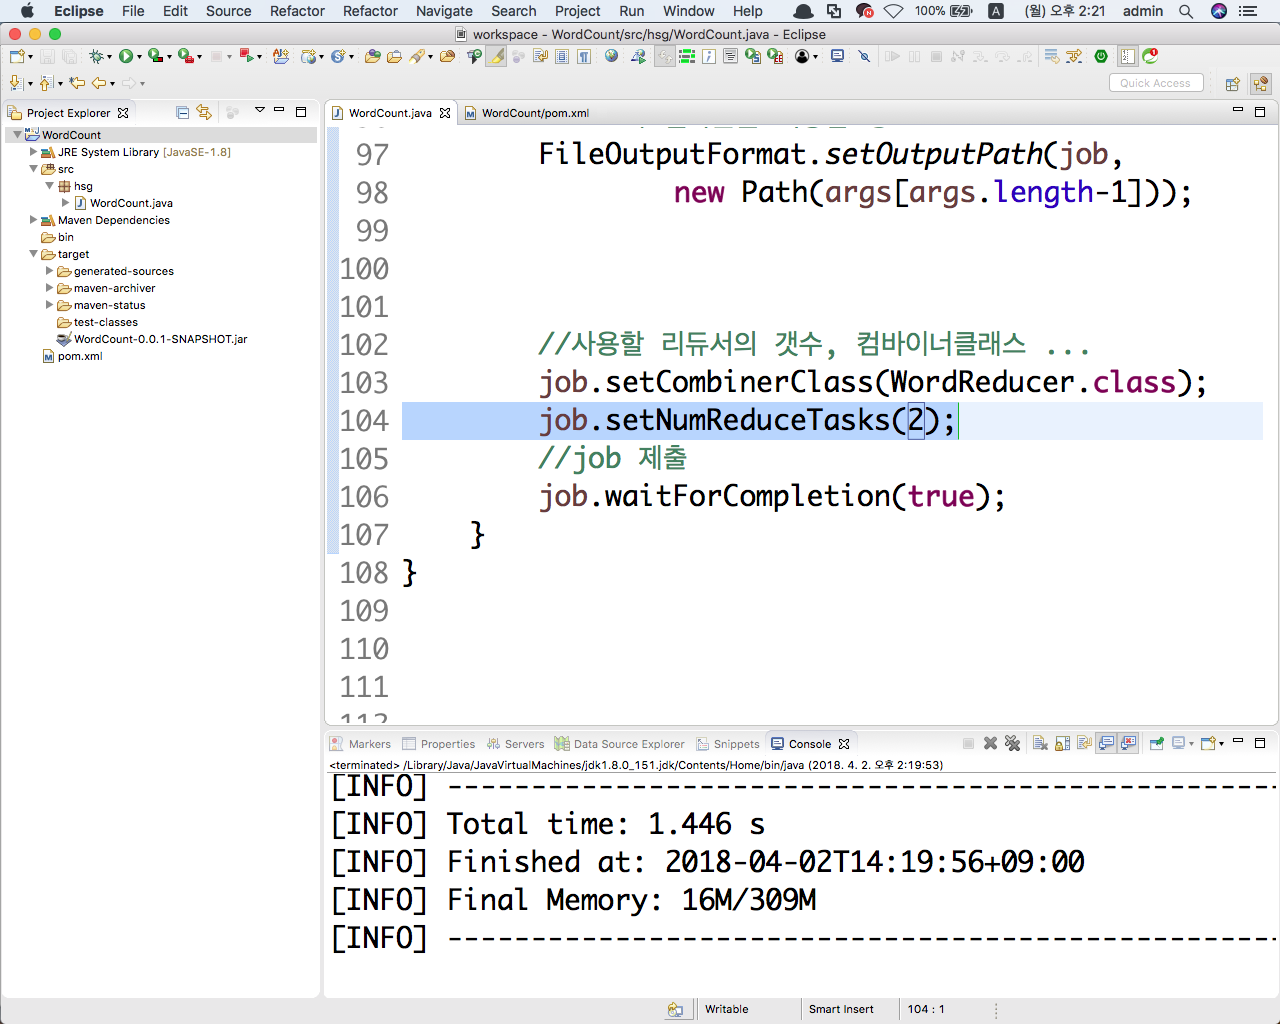 Eclipse File Edit Source Refactor Refactor Navigate Search Project Run Window Help 100% A (월) 오후 2:21 admin
workspace - WordCount/src/hsg/WordCount.java - Eclipse
Quick Access
Project Explorer
WordCount
JRE System Library [JavaSE-1.8]
src
hsg
WordCount.java
Maven Dependencies
bin
target
generated-sources
maven-archiver
maven-status
test-classes
WordCount-0.0.1-SNAPSHOT.jar
pom.xml
WordCount.java WordCount/pom.xml
97 FileOutputFormat.setOutputPath(job,
98 new Path(args[args.length-1]));
99
100
101
102 //사용할 리듀서의 갯수, 컴바이너클래스 ...
103 job.setCombinerClass(WordReducer.class);
104 job.setNumReduceTasks(2);
105 //job 제출
106 job.waitForCompletion(true);
107 }
108 }
109
110
111
112
Markers Properties Servers Data Source Explorer Snippets Console
<terminated> /Library/Java/JavaVirtualMachines/jdk1.8.0_151.jdk/Contents/Home/bin/java (2018. 4. 2. 오후 2:19:53)
[INFO] --------------------------------------------------
[INFO] Total time: 1.446 s
[INFO] Finished at: 2018-04-02T14:19:56+09:00
[INFO] Final Memory: 16M/309M
[INFO] --------------------------------------------------
Writable Smart Insert 104 : 1